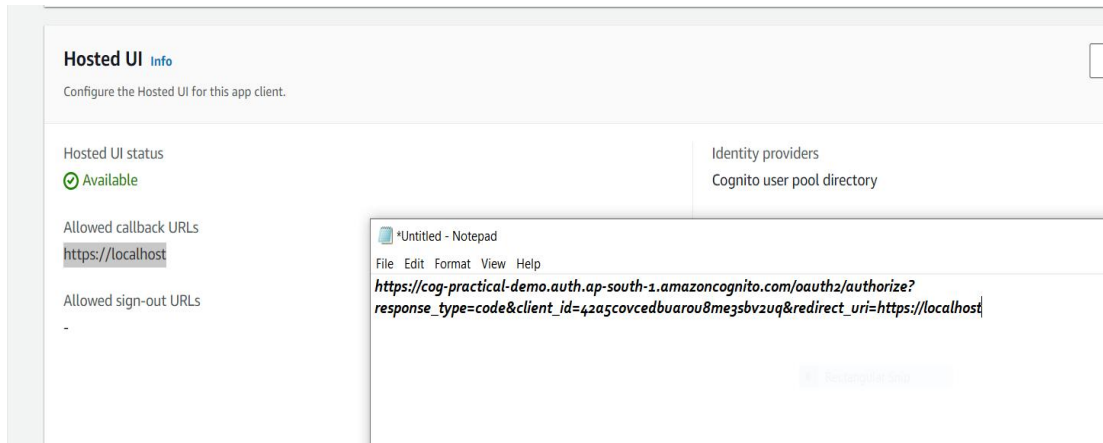 Hosted UI Info
Configure the Hosted UI for this app client.
Hosted UI status
Available
Allowed callback URLs
https://localhost
Allowed sign-out URLs
-
Identity providers
Cognito user pool directory
*Untitled - Notepad
File Edit Format View Help
https://cog-practical-demo.auth.ap-south-1.amazoncognito.com/oauth2/authorize?
response_type=code&client_id=42a5covcedbuarou8me3sbv2uq&redirect_uri=https://localhost